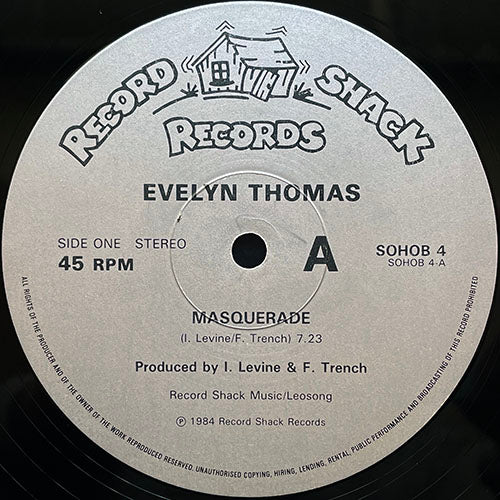 RECORD SHACK
RECORDS
EVELYN THOMAS
SIDE ONE STEREO
45 RPM
A
SOHOB 4
SOHOB 4-A
MASQUERADE
(I. Levine/F. Trench) 7.23
Produced by I. Levine & F. Trench
Record Shack Music/Leosong
Ⓟ 1984 Record Shack Records
ALL RIGHTS OF THE PRODUCER AND OF THE OWNER OF THE WORK REPRODUCED RESERVED. UNAUTHORISED COPYING, HIRING, LENDING, RENTAL, PUBLIC PERFORMANCE AND BROADCASTING OF THIS RECORD PROHIBITED